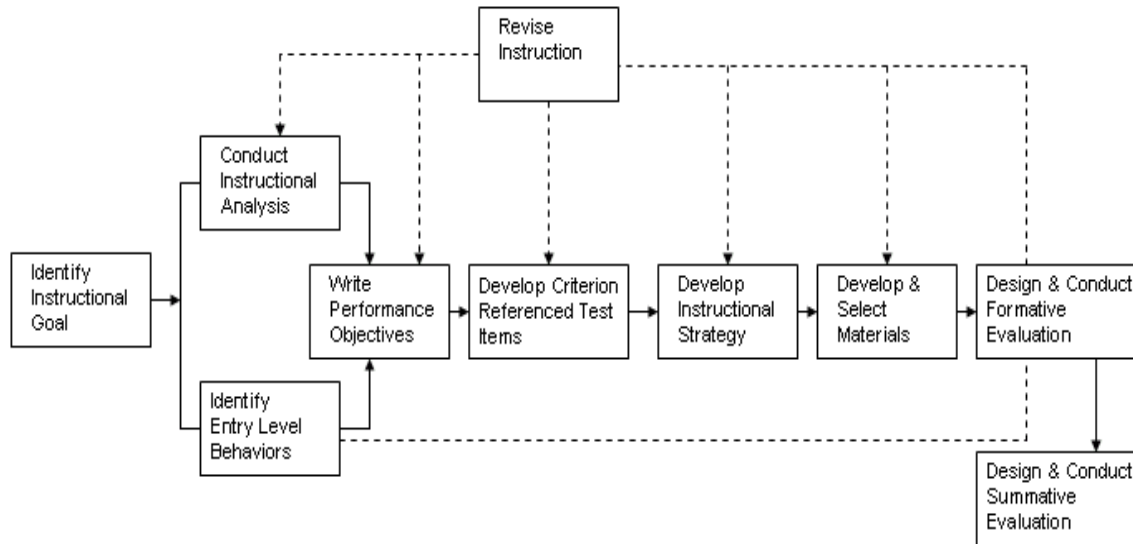 Revise
Instruction
Conduct
Instructional
Analysis
Identify
Instructional
Goal
Write
Performance
Objectives
Develop Criterion
Referenced Test
Items
Develop
Instructional
Strategy
Develop &
Select
Materials
Design & Conduct
Formative
Evaluation
Identify
Entry Level
Behaviors
Design & Conduct
Summative
Evaluation